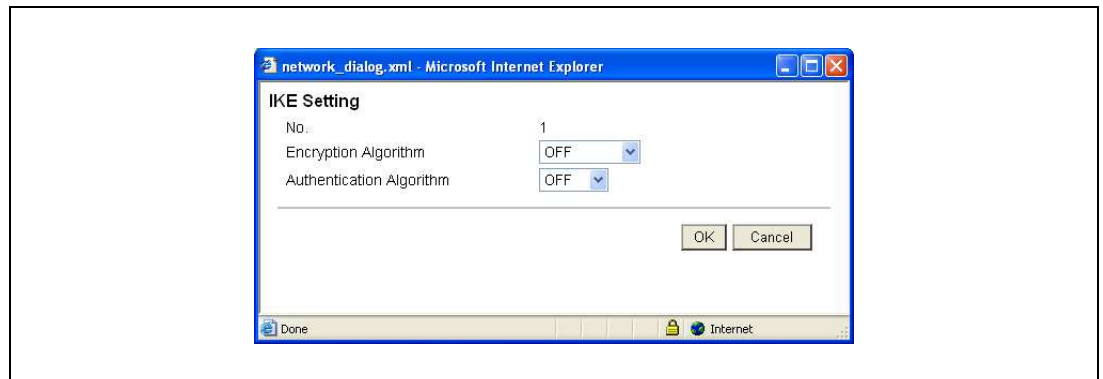 network_dialog.xml - Microsoft Internet Explorer
IKE Setting
No. 1
Encryption Algorithm OFF
Authentication Algorithm OFF
OK Cancel
Done Internet